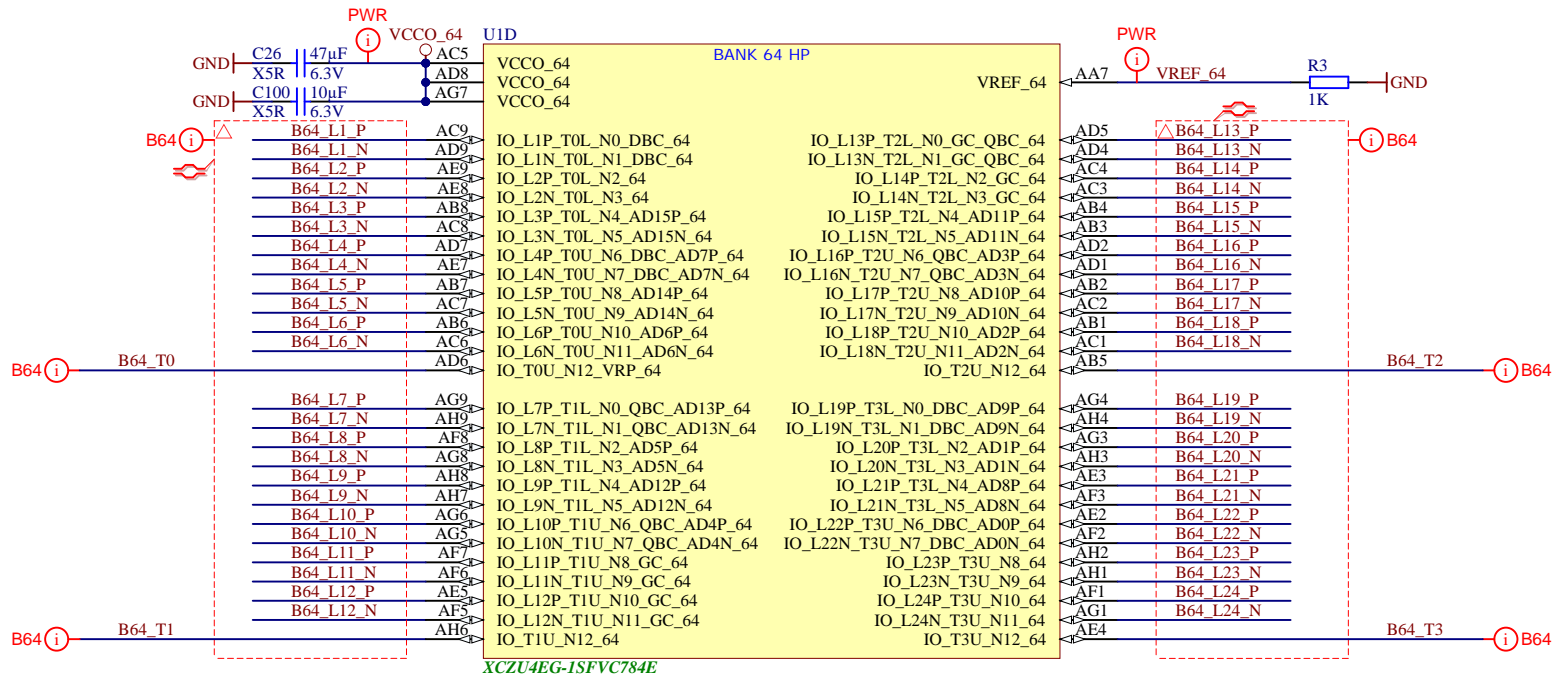 PWR
VCCO_64
U1D
BANK 64 HP
PWR
GND C26 47µF AC5 VCCO_64
X5R 6.3V AD8 VCCO_64
VREF_64 AA7 VREF_64 R3 GND
1K
GND C100 10µF AG7 VCCO_64
X5R 6.3V
B64 i B64_L1_P AC9 IO_L1P_T0L_N0_DBC_64 IO_L13P_T2L_N0_GC_QBC_64 AD5 B64_L13_P i B64
B64_L1_N AD9 IO_L1N_T0L_N1_DBC_64 IO_L13N_T2L_N1_GC_QBC_64 AD4 B64_L13_N
B64_L2_P AE9 IO_L2P_T0L_N2_64 IO_L14P_T2L_N2_GC_64 AC4 B64_L14_P
B64_L2_N AE8 IO_L2N_T0L_N3_64 IO_L14N_T2L_N3_GC_64 AC3 B64_L14_N
B64_L3_P AB8 IO_L3P_T0L_N4_AD15P_64 IO_L15P_T2L_N4_AD11P_64 AB4 B64_L15_P
B64_L3_N AC8 IO_L3N_T0L_N5_AD15N_64 IO_L15N_T2L_N5_AD11N_64 AB3 B64_L15_N
B64_L4_P AD7 IO_L4P_T0U_N6_DBC_AD7P_64 IO_L16P_T2U_N6_QBC_AD3P_64 AD2 B64_L16_P
B64_L4_N AE7 IO_L4N_T0U_N7_DBC_AD7N_64 IO_L16N_T2U_N7_QBC_AD3N_64 AD1 B64_L16_N
B64_L5_P AB7 IO_L5P_T0U_N8_AD14P_64 IO_L17P_T2U_N8_AD10P_64 AB2 B64_L17_P
B64_L5_N AC7 IO_L5N_T0U_N9_AD14N_64 IO_L17N_T2U_N9_AD10N_64 AC2 B64_L17_N
B64_L6_P AB6 IO_L6P_T0U_N10_AD6P_64 IO_L18P_T2U_N10_AD2P_64 AB1 B64_L18_P
B64_L6_N AC6 IO_L6N_T0U_N11_AD6N_64 IO_L18N_T2U_N11_AD2N_64 AC1 B64_L18_N
B64 i B64_T0 AD6 IO_T0U_N12_VRP_64 IO_T2U_N12_64 AB5 B64_T2 i B64
B64_L7_P AG9 IO_L7P_T1L_N0_QBC_AD13P_64 IO_L19P_T3L_N0_DBC_AD9P_64 AG4 B64_L19_P
B64_L7_N AH9 IO_L7N_T1L_N1_QBC_AD13N_64 IO_L19N_T3L_N1_DBC_AD9N_64 AH4 B64_L19_N
B64_L8_P AF8 IO_L8P_T1L_N2_AD5P_64 IO_L20P_T3L_N2_AD1P_64 AG3 B64_L20_P
B64_L8_N AG8 IO_L8N_T1L_N3_AD5N_64 IO_L20N_T3L_N3_AD1N_64 AH3 B64_L20_N
B64_L9_P AH8 IO_L9P_T1L_N4_AD12P_64 IO_L21P_T3L_N4_AD8P_64 AE3 B64_L21_P
B64_L9_N AH7 IO_L9N_T1L_N5_AD12N_64 IO_L21N_T3L_N5_AD8N_64 AF3 B64_L21_N
B64_L10_P AG6 IO_L10P_T1U_N6_QBC_AD4P_64 IO_L22P_T3U_N6_DBC_AD0P_64 AE2 B64_L22_P
B64_L10_N AG5 IO_L10N_T1U_N7_QBC_AD4N_64 IO_L22N_T3U_N7_DBC_AD0N_64 AF2 B64_L22_N
B64_L11_P AF7 IO_L11P_T1U_N8_GC_64 IO_L23P_T3U_N8_64 AH2 B64_L23_P
B64_L11_N AF6 IO_L11N_T1U_N9_GC_64 IO_L23N_T3U_N9_64 AH1 B64_L23_N
B64_L12_P AE5 IO_L12P_T1U_N10_GC_64 IO_L24P_T3U_N10_64 AF1 B64_L24_P
B64_L12_N AF5 IO_L12N_T1U_N11_GC_64 IO_L24N_T3U_N11_64 AG1 B64_L24_N
B64 i B64_T1 AH6 IO_T1U_N12_64 IO_T3U_N12_64 AE4 B64_T3 i B64
XCZU4EG-1SFVC784E